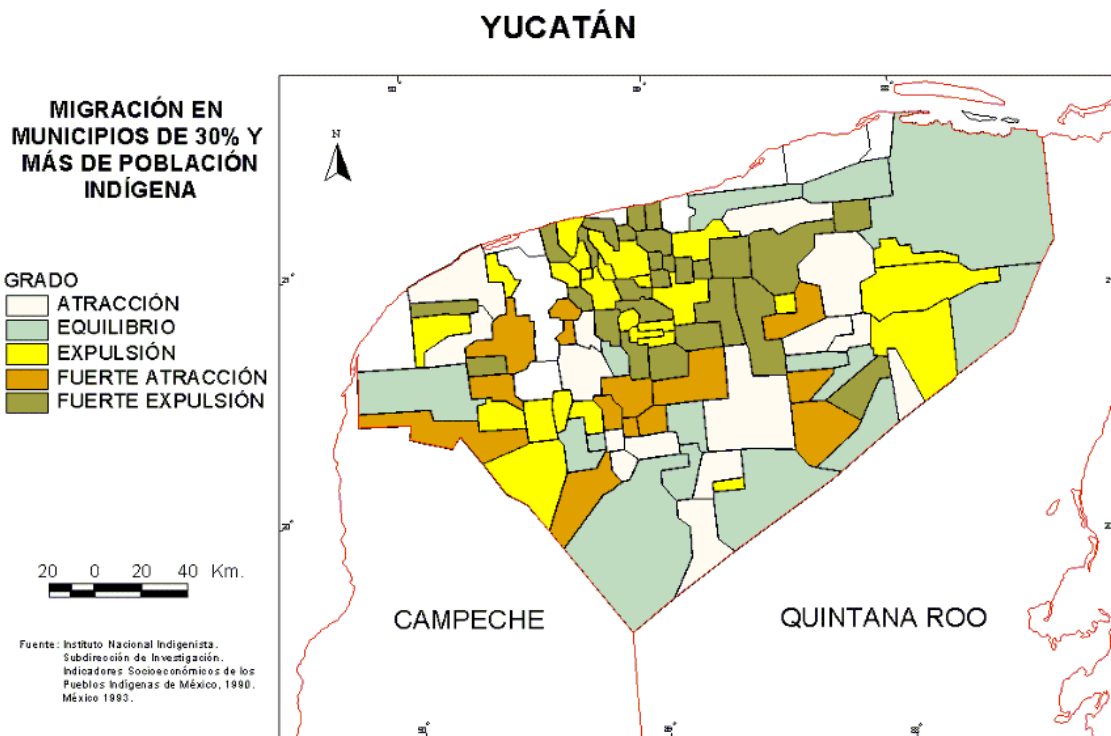 YUCATÁN
MIGRACIÓN EN
MUNICIPIOS DE 30% Y
MÁS DE POBLACIÓN
INDÍGENA
N
GRADO
ATRACCIÓN
EQUILIBRIO
EXPULSIÓN
FUERTE ATRACCIÓN
FUERTE EXPULSIÓN
20 0 20 40 Km.
CAMPECHE
QUINTANA ROO
Fuente: Instituto Nacional Indigenista.
Subdirección de Investigación.
Indicadores Socioeconómicos de los
Pueblos Indígenas de México, 1990.
México 1993.